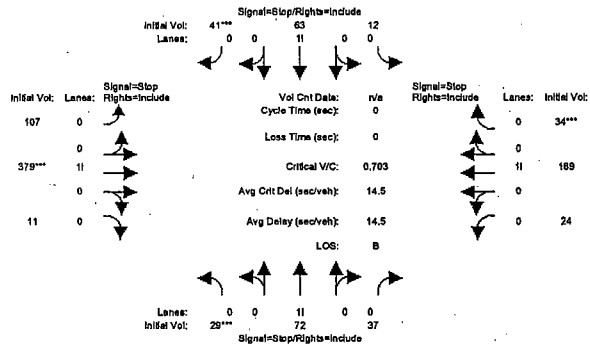 Signal=Stop/Rights=Include
Initial Vol: 41*** 63 12
Lanes: 0 0 1! 0 0
Signal=Stop
Initial Vol: Lanes: Rights=Include
Vol Cnt Date: n/a
Signal=Stop
Rights=Include Lanes: Initial Vol:
107 0
Cycle Time (sec): 0
0 34***
0
Loss Time (sec): 0
0
379*** 1!
Critical V/C: 0.703
1! 169
0
Avg Crit Del (sec/veh): 14.5
0
11 0
Avg Delay (sec/veh): 14.5
0 24
LOS: B
Lanes: 0 0 1! 0 0
Initial Vol: 29*** 72 37
Signal=Stop/Rights=Include